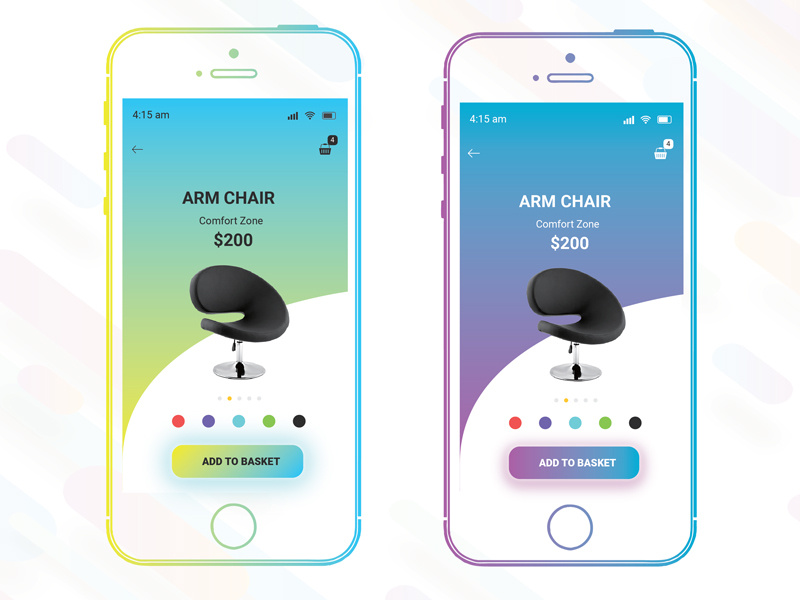 4:15 am
4
ARM CHAIR
Comfort Zone
$200
ADD TO BASKET
4:15 am
4
ARM CHAIR
Comfort Zone
$200
ADD TO BASKET